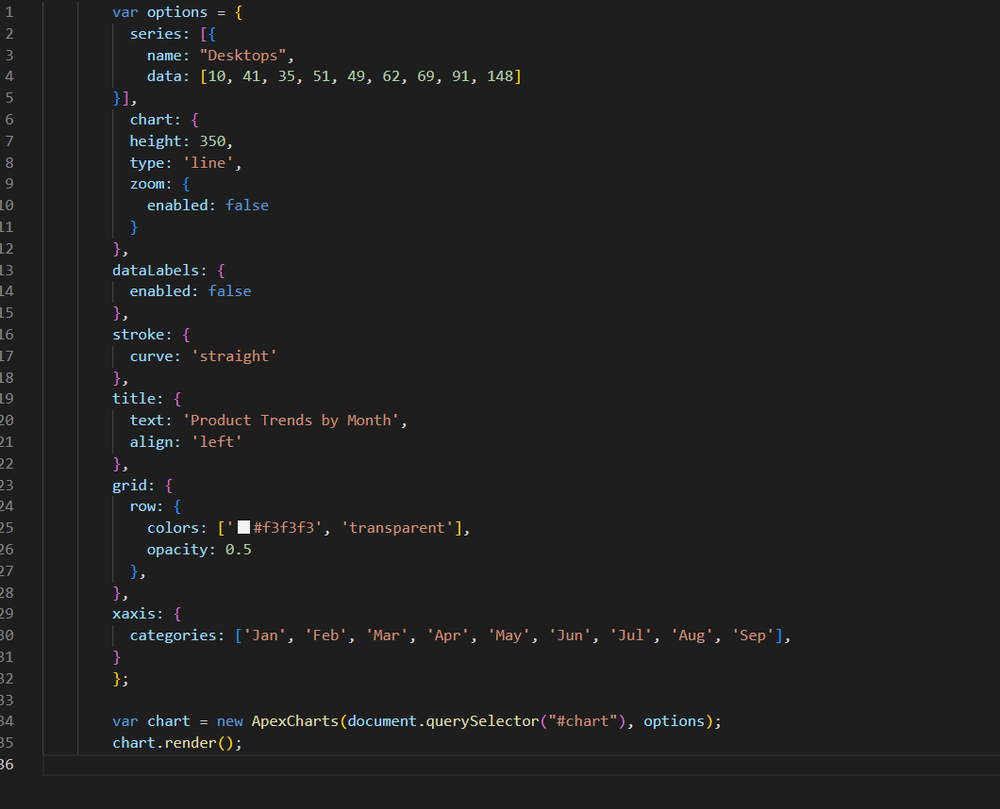 1 var options = {
2 series: [{
3 name: "Desktops",
4 data: [10, 41, 35, 51, 49, 62, 69, 91, 148]
5 }],
6 chart: {
7 height: 350,
8 type: 'line',
9 zoom: {
10 enabled: false
11 }
12 },
13 dataLabels: {
14 enabled: false
15 },
16 stroke: {
17 curve: 'straight'
18 },
19 title: {
20 text: 'Product Trends by Month',
21 align: 'left'
22 },
23 grid: {
24 row: {
25 colors: ['#f3f3f3', 'transparent'],
26 opacity: 0.5
27 },
28 },
29 xaxis: {
30 categories: ['Jan', 'Feb', 'Mar', 'Apr', 'May', 'Jun', 'Jul', 'Aug', 'Sep'],
31 }
32 };
33
34 var chart = new ApexCharts(document.querySelector("#chart"), options);
35 chart.render();
36